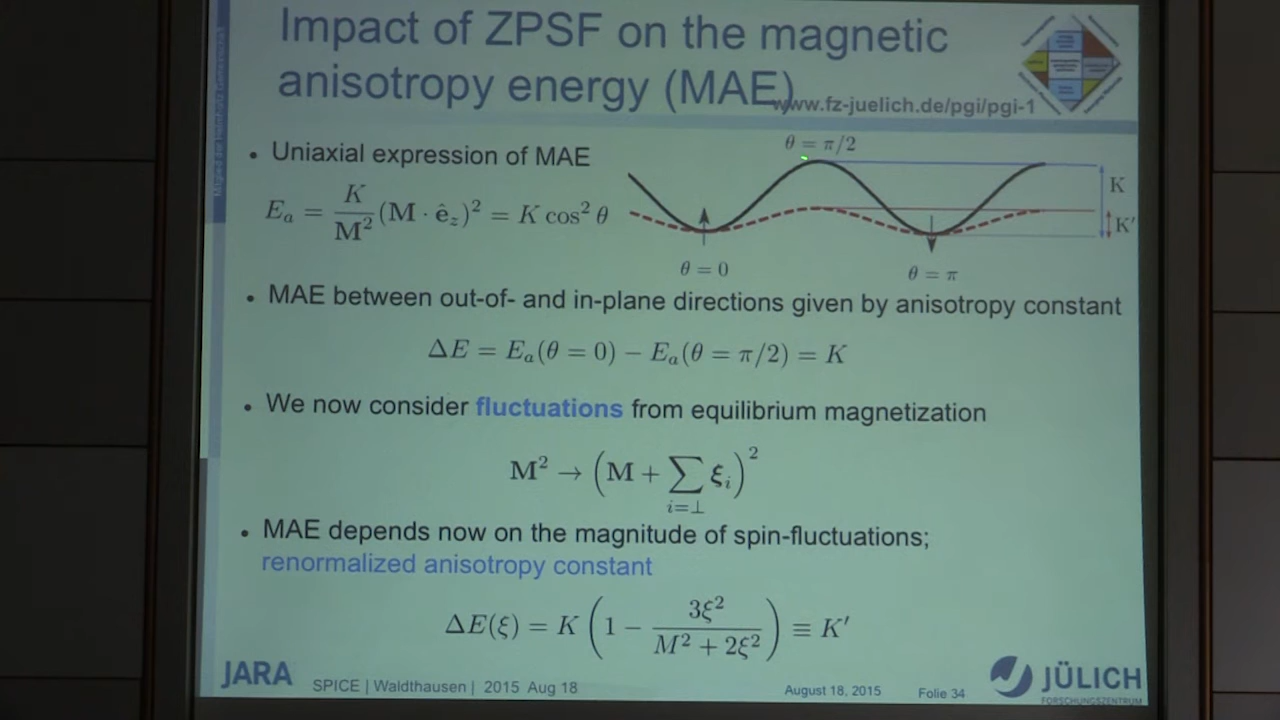 Impact of ZPSF on the magnetic
anisotropy energy (MAE)
www.fz-juelich.de/pgi/pgi-1
• Uniaxial expression of MAE
E_a = K/M² (M · ê_z)² = K cos² θ
θ = π/2
K
K′
θ = 0
θ = π
• MAE between out-of- and in-plane directions given by anisotropy constant
ΔE = E_a(θ = 0) − E_a(θ = π/2) = K
• We now consider fluctuations from equilibrium magnetization
M² → (M + ∑_{i=⊥} ξ_i)²
• MAE depends now on the magnitude of spin-fluctuations;
renormalized anisotropy constant
ΔE(ξ) = K (1 − 3ξ²/(M² + 2ξ²)) ≡ K′
JARA
SPICE | Waldthausen | 2015 Aug 18
August 18, 2015
Folie 34
JÜLICH
FORSCHUNGSZENTRUM